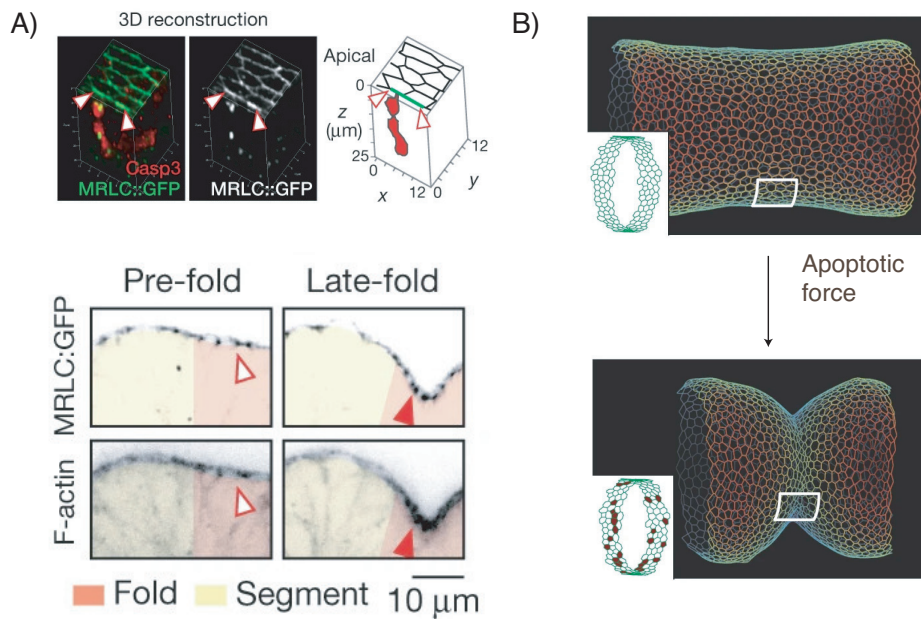 A)
3D reconstruction
Casp3
MRLC::GFP
MRLC::GFP
Apical
0
z
(μm)
25
0
x
12
0
y
12
Pre-fold
Late-fold
MRLC:GFP
F-actin
Fold
Segment
10 μm
B)
Apoptotic
force